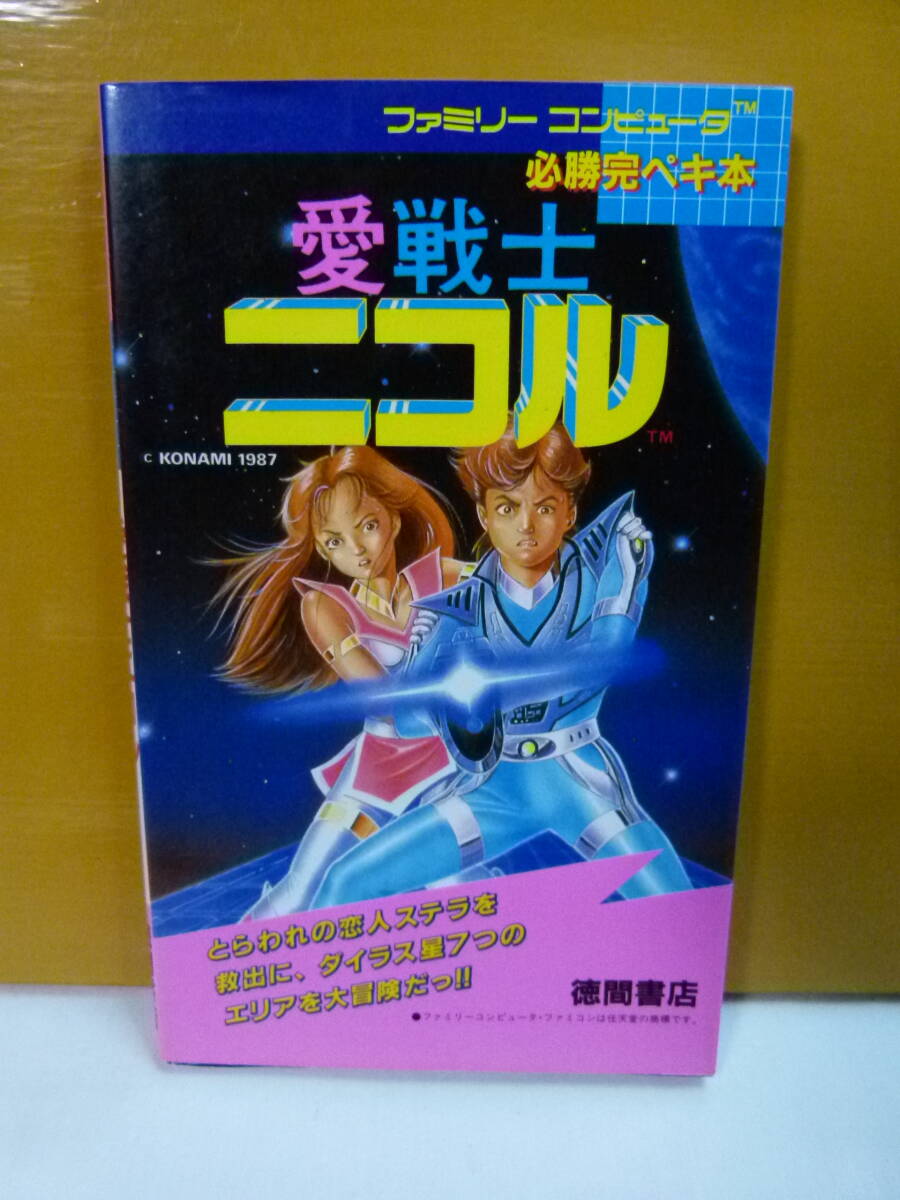 ファミリー コンピュータ™
必勝完ペキ本
愛戦士
ニコル™
C KONAMI 1987
とらわれの恋人ステラを
救出に、ダイラス星7つの
エリアを大冒険だっ!!
徳間書店
●ファミリーコンピュータ・ファミコンは任天堂の商標です。